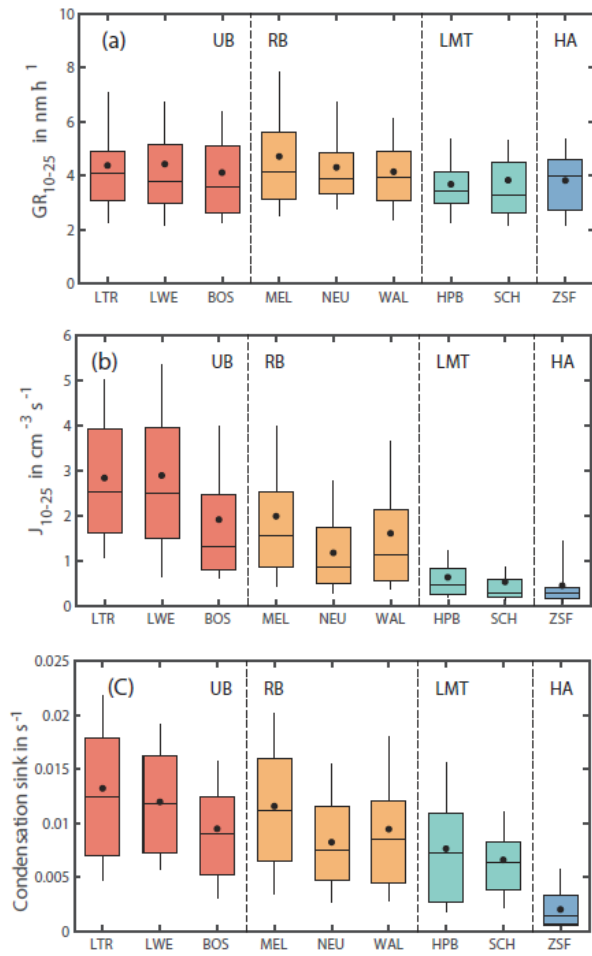 10
(a) UB RB LMT HA
8
6
4
2
0
GR10-25 in nm h-1
LTR LWE BOS MEL NEU WAL HPB SCH ZSF
6
(b) UB RB LMT HA
5
4
3
2
1
0
J10-25 in cm-3 s-1
LTR LWE BOS MEL NEU WAL HPB SCH ZSF
0.025
(C) UB RB LMT HA
0.02
0.015
0.01
0.005
0
Condensation sink in s-1
LTR LWE BOS MEL NEU WAL HPB SCH ZSF